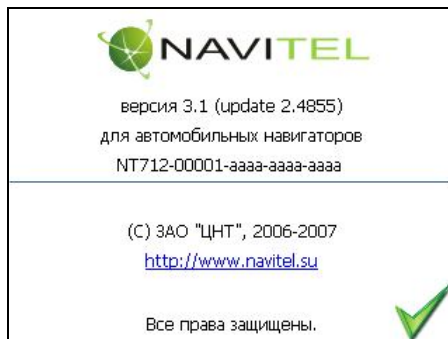 NAVITEL
версия 3.1 (update 2.4855)
для автомобильных навигаторов
NT712-00001-aaaa-aaaa-aaaa
(C) ЗАО "ЦНТ", 2006-2007
http://www.navitel.su
Все права защищены.